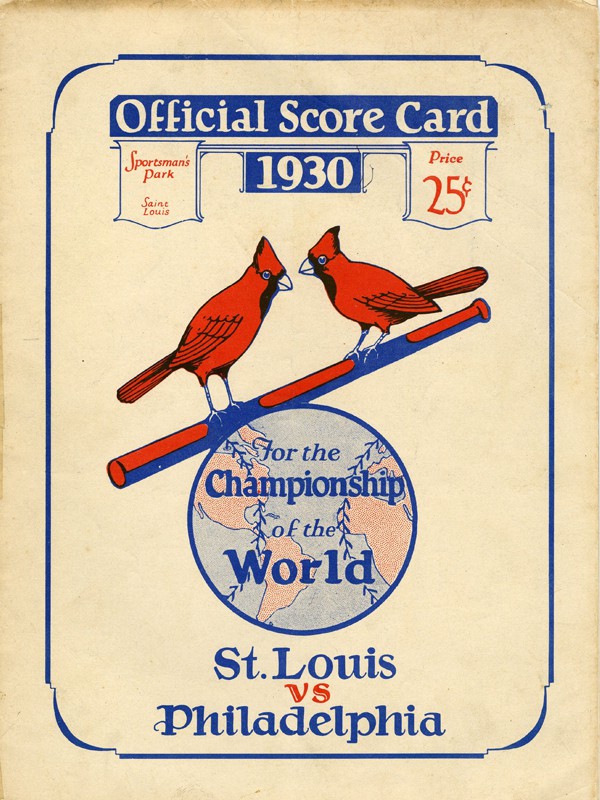 Official Score Card
1930
Sportsman's
Park
Saint
Louis
Price
25¢
For the
Championship
of the
World
St. Louis
vs
Philadelphia